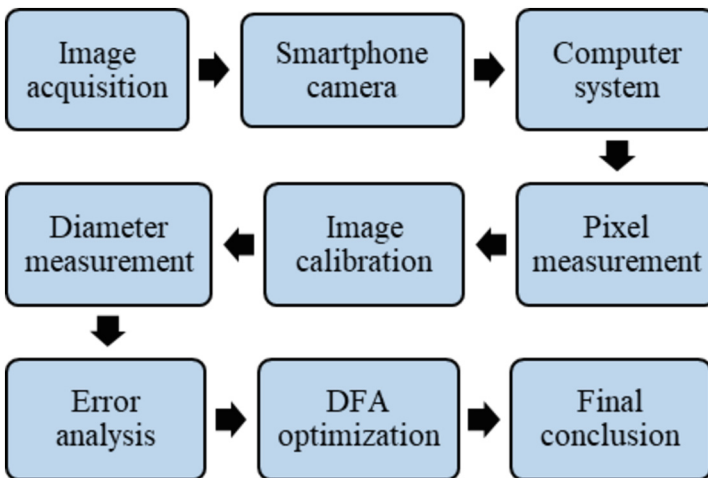 Image
acquisition
Smartphone
camera
Computer
system
Pixel
measurement
Image
calibration
Diameter
measurement
Error
analysis
DFA
optimization
Final
conclusion